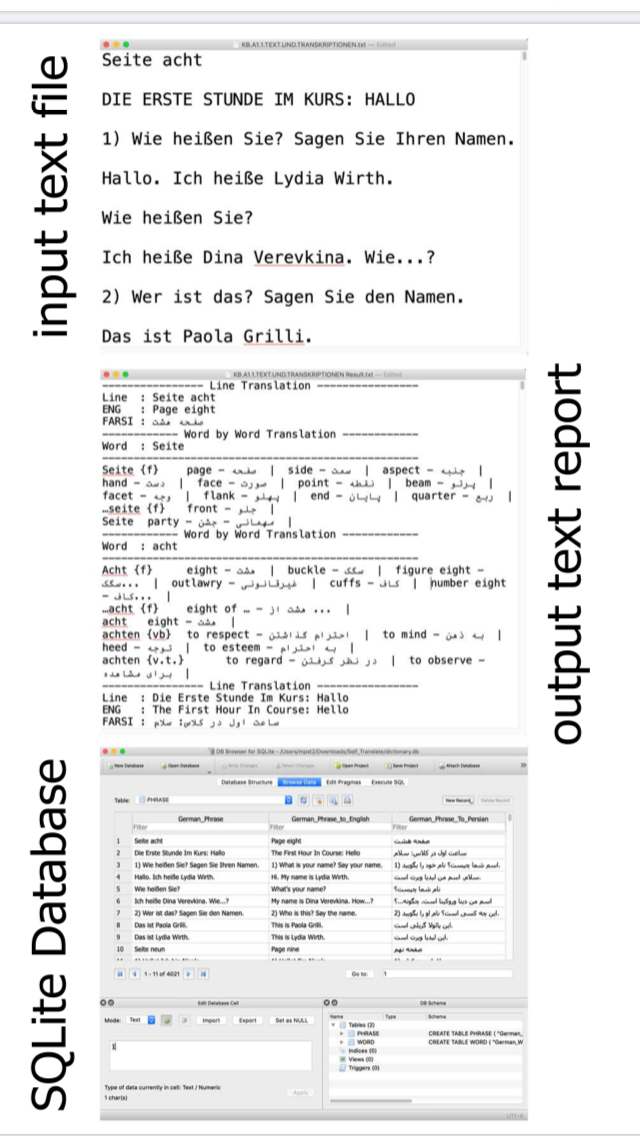 input text file
KB.A1.1.TEXT.UND.TRANSKRIPTIONEN.txt — Edited
Seite acht
DIE ERSTE STUNDE IM KURS: HALLO
1) Wie heißen Sie? Sagen Sie Ihren Namen.
Hallo. Ich heiße Lydia Wirth.
Wie heißen Sie?
Ich heiße Dina Verevkina. Wie...?
2) Wer ist das? Sagen Sie den Namen.
Das ist Paola Grilli.
output text report
KB.A1.1.TEXT.UND.TRANSKRIPTIONEN Result.txt — Edited
---------------- Line Translation ----------------
Line : Seite acht
ENG : Page eight
FARSI : صفحه هشت
------------ Word by Word Translation ------------
Word : Seite
Seite {f} page - صفحه | side - سمت | aspect - جنبه |
hand - دست | face - صورت | point - نقطه | beam - پرتو |
facet - وجه | flank - پهلو | end - پایان | quarter - ربع |
…seite {f} front - جلو |
Seite party - مهمانی - جشن |
------------ Word by Word Translation ------------
Word : acht
Acht {f} eight - هشت | buckle - سگک | figure eight -
سگک... | outlawry - غیرقانونی | cuffs - کاف | number eight
- کاف... |
…acht {f} eight of … - هشت از ... |
acht eight - هشت |
achten {vb} to respect - احترام گذاشتن | to mind - به ذهن |
heed - توجه | to esteem - به احترام |
achten {v.t.} to regard - در نظر گرفتن | to observe -
برای مشاهده |
---------------- Line Translation ----------------
Line : Die Erste Stunde Im Kurs: Hallo
ENG : The First Hour In Course: Hello
FARSI : ساعت اول در کلاس: سلام
SQLite Database
DB Browser for SQLite - /Users/mpst2/Downloads/Self_Translate/dictionary.db
New Database Open Database Write Changes Revert Changes Open Project Save Project Attach Database
Database Structure Browse Data Edit Pragmas Execute SQL
Table: PHRASE New Record Delete Record
German_Phrase German_Phrase_to_English German_Phrase_To_Persian
Filter Filter Filter
1 Seite acht Page eight صفحه هشت
2 Die Erste Stunde Im Kurs: Hallo The First Hour In Course: Hello ساعت اول در کلاس: سلام
3 1) Wie heißen Sie? Sagen Sie Ihren Namen. 1) What is your name? Say your name. 1) اسم شما چیست؟ نام خود را بگویید.
4 Hallo. Ich heiße Lydia Wirth. Hi. My name is Lydia Wirth. سلام. اسم من لیدیا ویرت است.
5 Wie heißen Sie? What's your name? نام شما چیست؟
6 Ich heiße Dina Verevkina. Wie...? My name is Dina Verevkina. How...? اسم من دینا وروکینا است. چگونه...؟
7 2) Wer ist das? Sagen Sie den Namen. 2) Who is this? Say the name. 2) این چه کسی است؟ نام او را بگویید.
8 Das ist Paola Grilli. This is Paola Grilli. این پائولا گریلی است.
9 Das ist Lydia Wirth. This is Lydia Wirth. این لیدیا ویرت است.
10 Seite neun Page nine صفحه نهم
1 - 11 of 4021 Go to: 1
Edit Database Cell DB Schema
Mode: Text Import Export Set as NULL
Name Type Schema
Tables (2)
PHRASE CREATE TABLE PHRASE ( "German_
WORD CREATE TABLE WORD ( "German_W
Indices (0)
Views (0)
Triggers (0)
Type of data currently in cell: Text / Numeric
1 char(s)
Apply
UTF-8